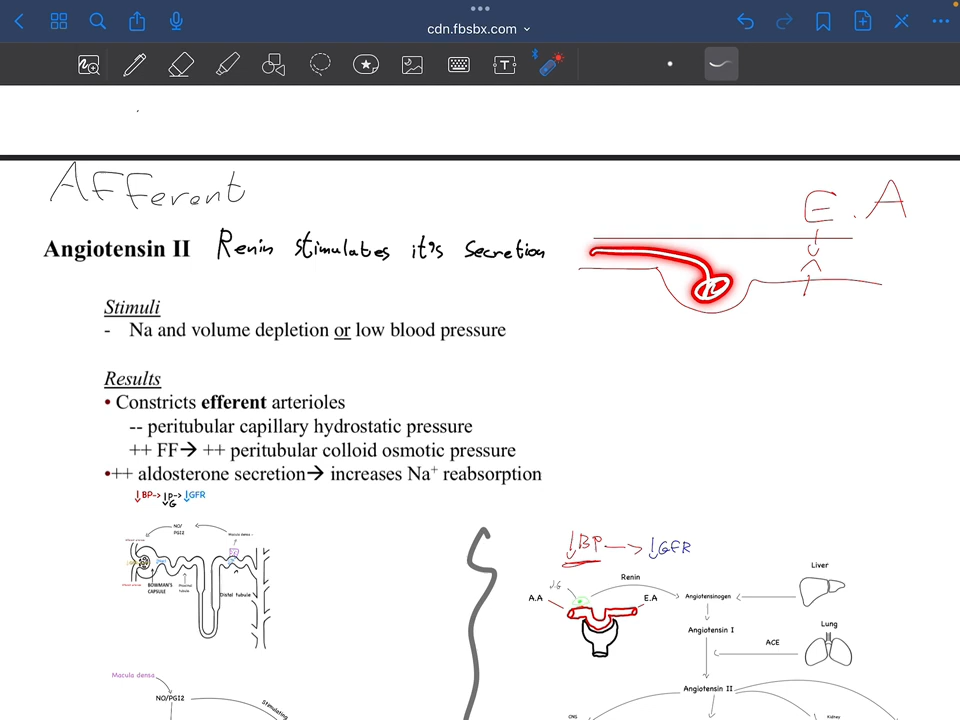 cdn.fbsbx.com
T
Afferent
E.A
Angiotensin II Renin stimulates it's secretion
Stimuli
- Na and volume depletion or low blood pressure
Results
• Constricts efferent arterioles
-- peritubular capillary hydrostatic pressure
++ FF→ ++ peritubular colloid osmotic pressure
•++ aldosterone secretion→ increases Na+ reabsorption
↓BP-> ↓P-> ↓GFR
G
NO/
PGI2
Macula densa
BOWMAN'S
CAPSULE
Proximal
tubule
Distal tubule
↓BP → ↓GFR
JG
Renin
A.A
E.A
Angiotensinogen
Liver
Angiotensin I
Lung
ACE
Macula densa
NO/PGI2
Stimulating
Angiotensin II
CNS
Kidney